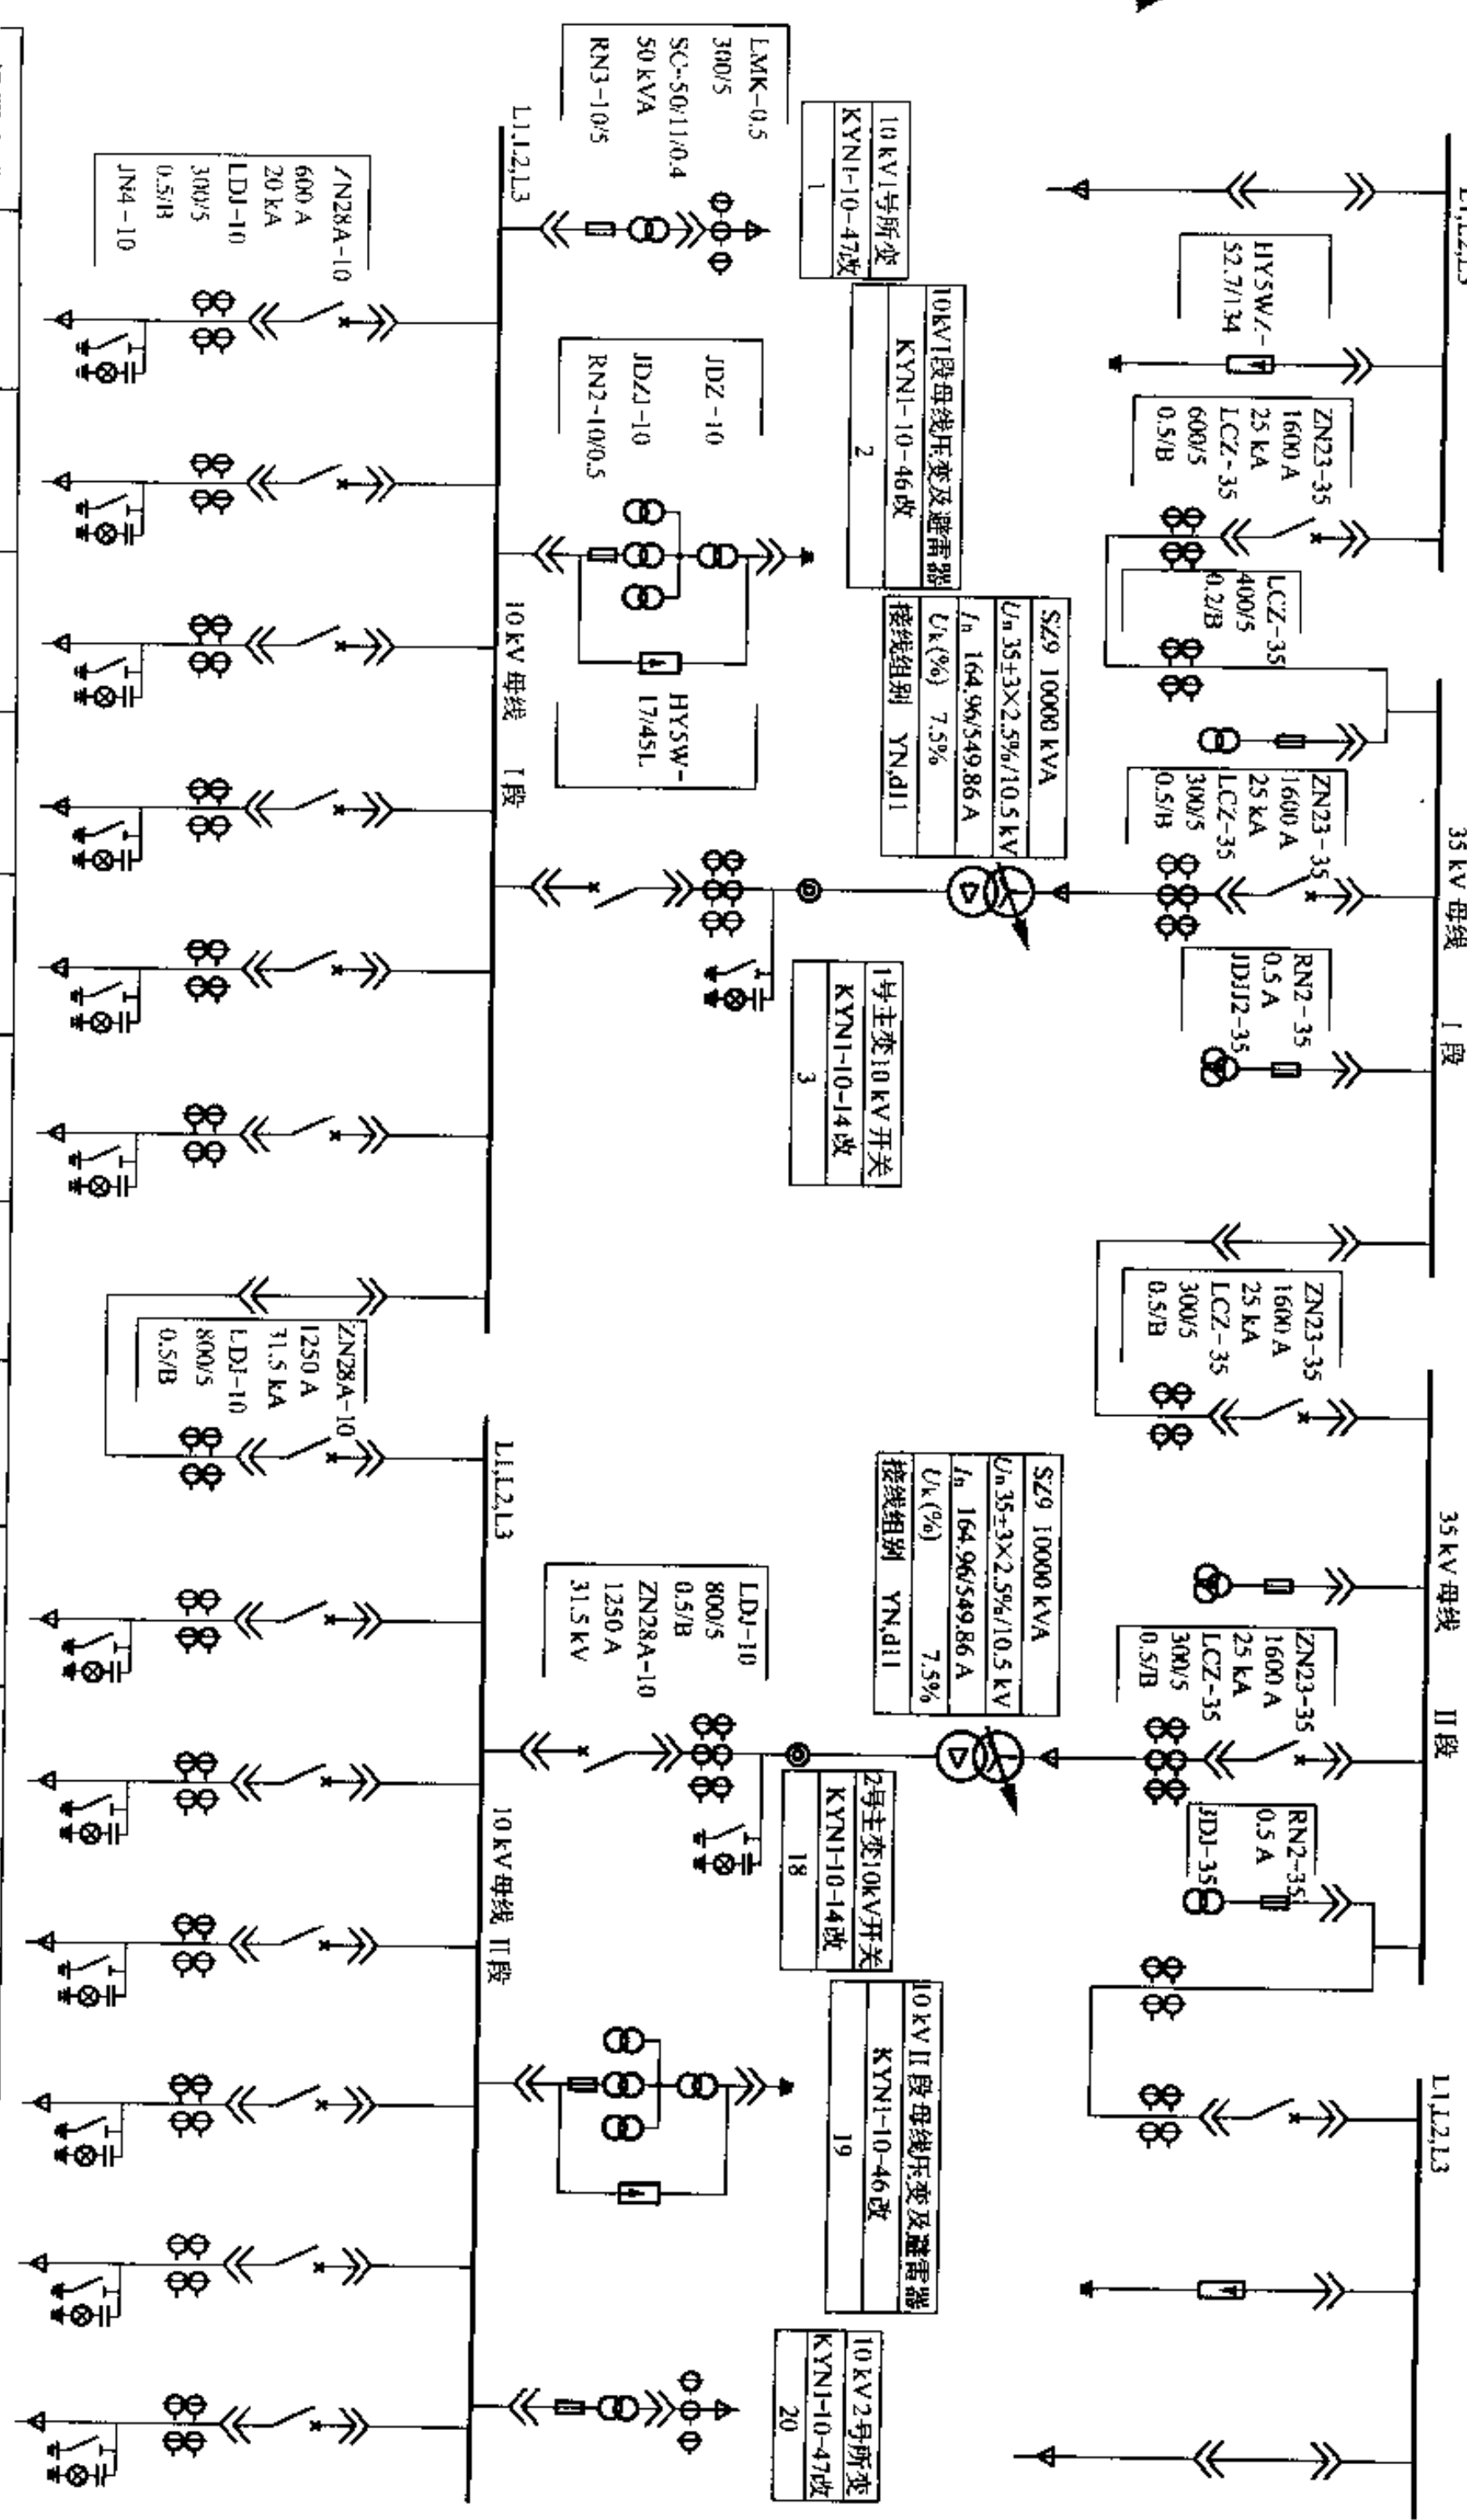 L1,L2,L3
35 kV 母线 I 段
35 kV 母线 II 段
L1,L2,L3
HY5WZ-
52.7/134
ZN23-35
1600 A
25 kA
LCZ-35
600/5
0.5/B
LCZ-35
400/5
0.2/B
ZN23-35
1600 A
25 kA
LCZ-35
300/5
0.5/B
RN2-35
0.5 A
JDJJ2-35
ZN23-35
1600 A
25 kA
LCZ-35
300/5
0.5/B
ZN23-35
1600 A
25 kA
LCZ-35
300/5
0.5/B
RN2-35
0.5 A
JDJ-35
SZ9 10000 kVA
Un 35±3×2.5%/10.5 kV
In 164.96/549.86 A
Uk(%) 7.5%
接线组别 YN,d11
SZ9 10000 kVA
Un 35±3×2.5%/10.5 kV
In 164.96/549.86 A
Uk(%) 7.5%
接线组别 YN,d11
10 kV 1号所变
KYN1-10-47改
1
10kV I段母线压变及避雷器
KYN1-10-46改
2
1号主变10 kV开关
KYN1-10-14改
3
2号主变10kV开关
KYN1-10-14改
18
10 kV II 段母线压变及避雷器
KYN1-10-46改
19
10 kV 2号所变
KYN1-10-47改
20
LMK-0.5
300/5
SC-50/11/0.4
50 kVA
RN3-10/5
JDZ-10
JDZJ-10
RN2-10/0.5
HY5W-
17/45L
LDJ-10
800/5
0.5/B
ZN28A-10
1250 A
31.5 kV
L1,L2,L3
10 kV 母线 I 段
L1,L2,L3
10 kV 母线 II 段
ZN28A-10
600 A
20 kA
LDJ-10
300/5
0.5/B
JN4-10
ZN28A-10
1250 A
31.5 kA
LDJ-10
800/5
0.5/B